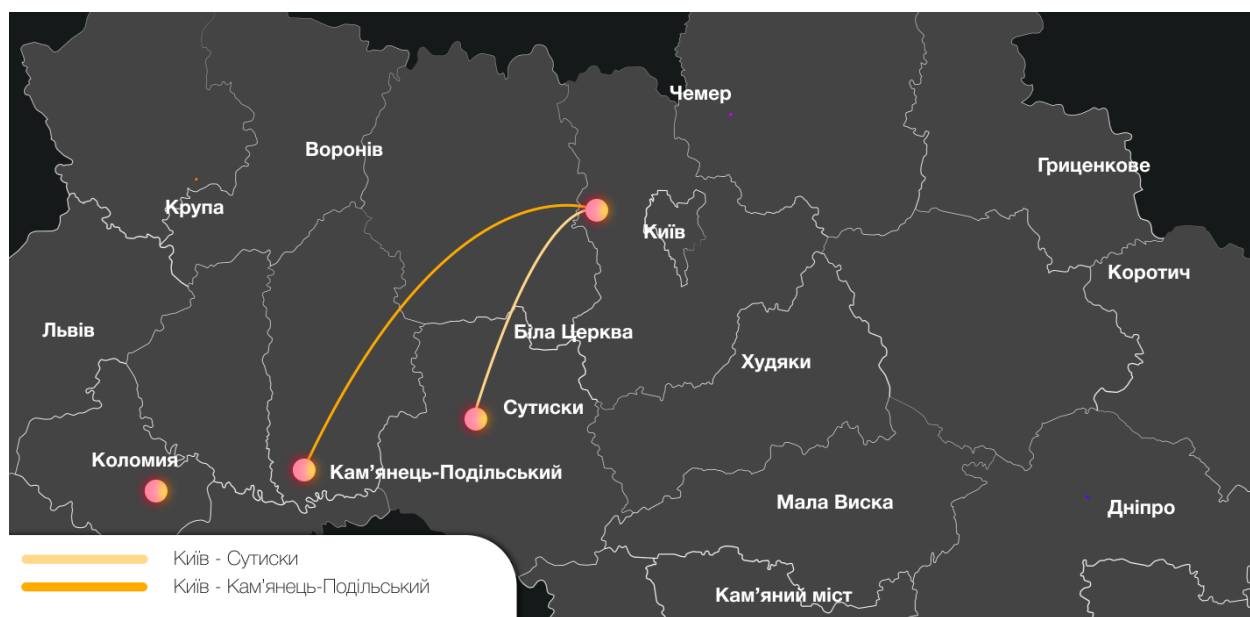 Чемер
Воронів
Гриценкове
Крупа
Київ
Коротич
Львів
Біла Церква
Худяки
Сутиски
Коломия
Кам’янець-Подільський
Мала Виска
Дніпро
Київ - Сутиски
Київ - Кам’янець-Подільський
Кам’яний міст